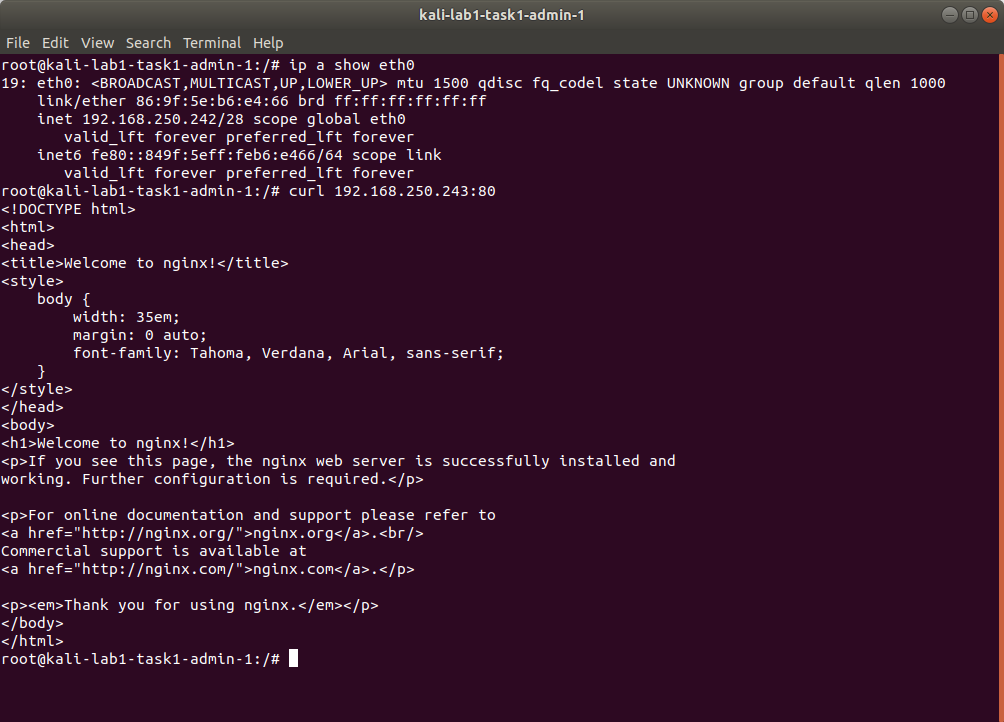 kali-lab1-task1-admin-1
File Edit View Search Terminal Help
root@kali-lab1-task1-admin-1:/# ip a show eth0
19: eth0: <BROADCAST,MULTICAST,UP,LOWER_UP> mtu 1500 qdisc fq_codel state UNKNOWN group default qlen 1000
    link/ether 86:9f:5e:b6:e4:66 brd ff:ff:ff:ff:ff:ff
    inet 192.168.250.242/28 scope global eth0
       valid_lft forever preferred_lft forever
    inet6 fe80::849f:5eff:feb6:e466/64 scope link
       valid_lft forever preferred_lft forever
root@kali-lab1-task1-admin-1:/# curl 192.168.250.243:80
<!DOCTYPE html>
<html>
<head>
<title>Welcome to nginx!</title>
<style>
    body {
        width: 35em;
        margin: 0 auto;
        font-family: Tahoma, Verdana, Arial, sans-serif;
    }
</style>
</head>
<body>
<h1>Welcome to nginx!</h1>
<p>If you see this page, the nginx web server is successfully installed and
working. Further configuration is required.</p>

<p>For online documentation and support please refer to
<a href="http://nginx.org/">nginx.org</a>.<br/>
Commercial support is available at
<a href="http://nginx.com/">nginx.com</a>.</p>

<p><em>Thank you for using nginx.</em></p>
</body>
</html>
root@kali-lab1-task1-admin-1:/#